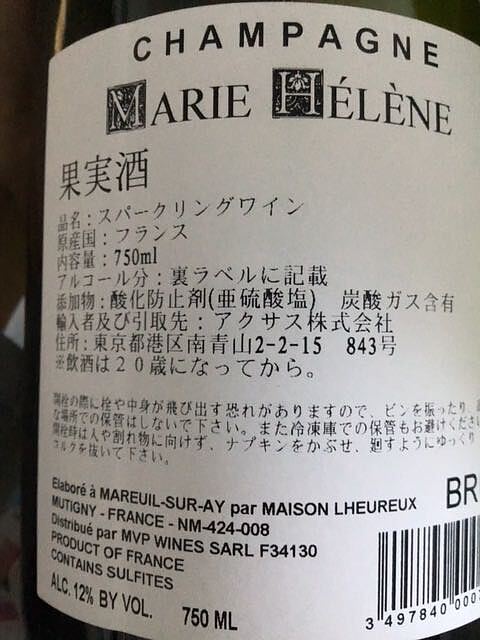 CHAMPAGNE
MARIE HÉLÈNE
果実酒
品名：スパークリングワイン
原産国：フランス
内容量：750ml
アルコール分：裏ラベルに記載
添加物：酸化防止剤(亜硫酸塩) 炭酸ガス含有
輸入者及び引取先：アクサス株式会社
住所：東京都港区南青山2-2-15 843号
※飲酒は２０歳になってから。
開栓の際に栓や中身が飛び出す恐れがありますので、ビンを振ったり、
な場所での保管はしないで下さい。また冷凍庫での保管もお避けくださ
開栓時は人や割れ物に向けず、ナプキンをかぶせ、廻すようにゆっくり
コルクを抜いて下さい。
Elaboré à MAREUIL-SUR-AY par MAISON LHEUREUX
MUTIGNY - FRANCE - NM-424-008
Distribué par MVP WINES SARL F34130
PRODUCT OF FRANCE
CONTAINS SULFITES
ALC. 12% BY VOL. 750 ML
BR
3 497840 000